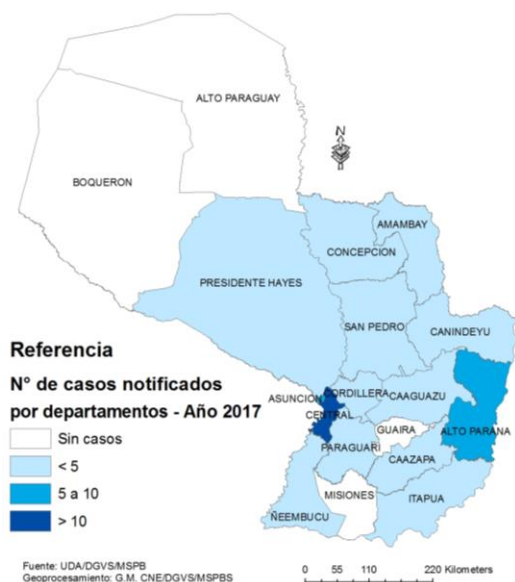 ALTO PARAGUAY
N
BOQUERON
AMAMBAY
CONCEPCION
PRESIDENTE HAYES
SAN PEDRO
CANINDEYU
Referencia
N° de casos notificados
por departamentos - Año 2017
Sin casos
< 5
5 a 10
> 10
ASUNCION
CORDILLERA
CAAGUAZU
CENTRAL
GUAIRA
ALTO PARANA
PARAGUARI
CAAZAPA
MISIONES
ITAPUA
ÑEEMBUCU
Fuente: UDA/DGVS/MSPB
Geoprocesamiento: G.M. CNE/DGVS/MSPBS
0 55 110 220 Kilometers